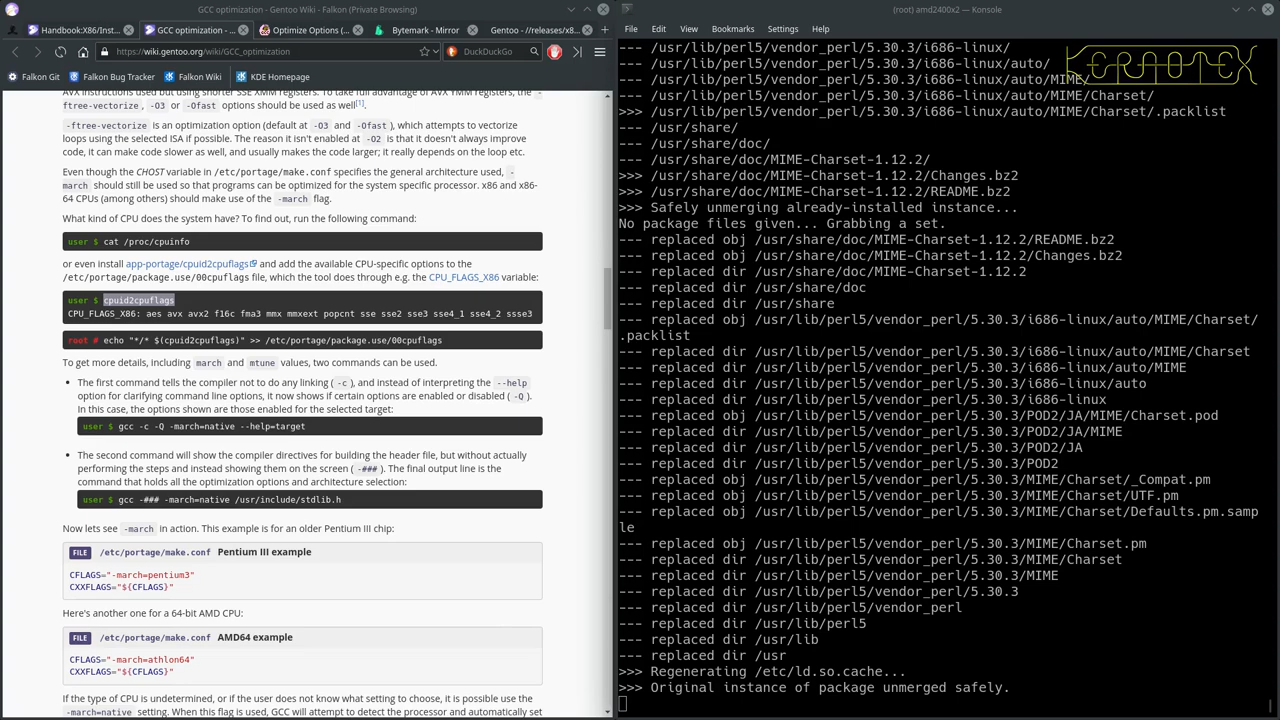 GCC optimization - Gentoo Wiki - Falkon (Private Browsing)
Handbook:X86/Inst...
GCC optimization - ...
Optimize Options (...
Bytemark - Mirror
Gentoo - //releases/x8...
https://wiki.gentoo.org/wiki/GCC_optimization
DuckDuckGo
Falkon Git
Falkon Bug Tracker
Falkon Wiki
KDE Homepage
AVX instructions used but using shorter SSE XMM registers. To take full advantage of AVX YMM registers, the -
ftree-vectorize, -O3 or -Ofast options should be used as well[1].
-ftree-vectorize is an optimization option (default at -O3 and -Ofast), which attempts to vectorize
loops using the selected ISA if possible. The reason it isn't enabled at -O2 is that it doesn't always improve
code, it can make code slower as well, and usually makes the code larger; it really depends on the loop etc.
Even though the CHOST variable in /etc/portage/make.conf specifies the general architecture used, -
march should still be used so that programs can be optimized for the system specific processor. x86 and x86-
64 CPUs (among others) should make use of the -march flag.
What kind of CPU does the system have? To find out, run the following command:
user $ cat /proc/cpuinfo
or even install app-portage/cpuid2cpuflags and add the available CPU-specific options to the
/etc/portage/package.use/00cpuflags file, which the tool does through e.g. the CPU_FLAGS_X86 variable:
user $ cpuid2cpuflags
CPU_FLAGS_X86: aes avx avx2 f16c fma3 mmx mmxext popcnt sse sse2 sse3 sse4_1 sse4_2 ssse3
root # echo "*/* $(cpuid2cpuflags)" >> /etc/portage/package.use/00cpuflags
To get more details, including march and mtune values, two commands can be used.
• The first command tells the compiler not to do any linking (-c), and instead of interpreting the --help
option for clarifying command line options, it now shows if certain options are enabled or disabled (-Q).
In this case, the options shown are those enabled for the selected target:
user $ gcc -c -Q -march=native --help=target
• The second command will show the compiler directives for building the header file, but without actually
performing the steps and instead showing them on the screen (-###). The final output line is the
command that holds all the optimization options and architecture selection:
user $ gcc -### -march=native /usr/include/stdlib.h
Now lets see -march in action. This example is for an older Pentium III chip:
FILE /etc/portage/make.conf Pentium III example
CFLAGS="-march=pentium3"
CXXFLAGS="${CFLAGS}"
Here's another one for a 64-bit AMD CPU:
FILE /etc/portage/make.conf AMD64 example
CFLAGS="-march=athlon64"
CXXFLAGS="${CFLAGS}"
If the type of CPU is undetermined, or if the user does not know what setting to choose, it is possible use the
-march=native setting. When this flag is used, GCC will attempt to detect the processor and automatically set
(root) amd2400x2 — Konsole
File Edit View Bookmarks Settings Help
KERAOTEX
--- /usr/lib/perl5/vendor_perl/5.30.3/i686-linux/
--- /usr/lib/perl5/vendor_perl/5.30.3/i686-linux/auto/
--- /usr/lib/perl5/vendor_perl/5.30.3/i686-linux/auto/MIME/
--- /usr/lib/perl5/vendor_perl/5.30.3/i686-linux/auto/MIME/Charset/
>>> /usr/lib/perl5/vendor_perl/5.30.3/i686-linux/auto/MIME/Charset/.packlist
--- /usr/share/
--- /usr/share/doc/
--- /usr/share/doc/MIME-Charset-1.12.2/
>>> /usr/share/doc/MIME-Charset-1.12.2/Changes.bz2
>>> /usr/share/doc/MIME-Charset-1.12.2/README.bz2
>>> Safely unmerging already-installed instance...
No package files given... Grabbing a set.
--- replaced obj /usr/share/doc/MIME-Charset-1.12.2/README.bz2
--- replaced obj /usr/share/doc/MIME-Charset-1.12.2/Changes.bz2
--- replaced dir /usr/share/doc/MIME-Charset-1.12.2
--- replaced dir /usr/share/doc
--- replaced dir /usr/share
--- replaced obj /usr/lib/perl5/vendor_perl/5.30.3/i686-linux/auto/MIME/Charset/
.packlist
--- replaced dir /usr/lib/perl5/vendor_perl/5.30.3/i686-linux/auto/MIME/Charset
--- replaced dir /usr/lib/perl5/vendor_perl/5.30.3/i686-linux/auto/MIME
--- replaced dir /usr/lib/perl5/vendor_perl/5.30.3/i686-linux/auto
--- replaced dir /usr/lib/perl5/vendor_perl/5.30.3/i686-linux
--- replaced obj /usr/lib/perl5/vendor_perl/5.30.3/POD2/JA/MIME/Charset.pod
--- replaced dir /usr/lib/perl5/vendor_perl/5.30.3/POD2/JA/MIME
--- replaced dir /usr/lib/perl5/vendor_perl/5.30.3/POD2/JA
--- replaced dir /usr/lib/perl5/vendor_perl/5.30.3/POD2
--- replaced obj /usr/lib/perl5/vendor_perl/5.30.3/MIME/Charset/_Compat.pm
--- replaced obj /usr/lib/perl5/vendor_perl/5.30.3/MIME/Charset/UTF.pm
--- replaced obj /usr/lib/perl5/vendor_perl/5.30.3/MIME/Charset/Defaults.pm.samp
le
--- replaced obj /usr/lib/perl5/vendor_perl/5.30.3/MIME/Charset.pm
--- replaced dir /usr/lib/perl5/vendor_perl/5.30.3/MIME/Charset
--- replaced dir /usr/lib/perl5/vendor_perl/5.30.3/MIME
--- replaced dir /usr/lib/perl5/vendor_perl/5.30.3
--- replaced dir /usr/lib/perl5/vendor_perl
--- replaced dir /usr/lib/perl5
--- replaced dir /usr/lib
--- replaced dir /usr
>>> Regenerating /etc/ld.so.cache...
>>> Original instance of package unmerged safely.